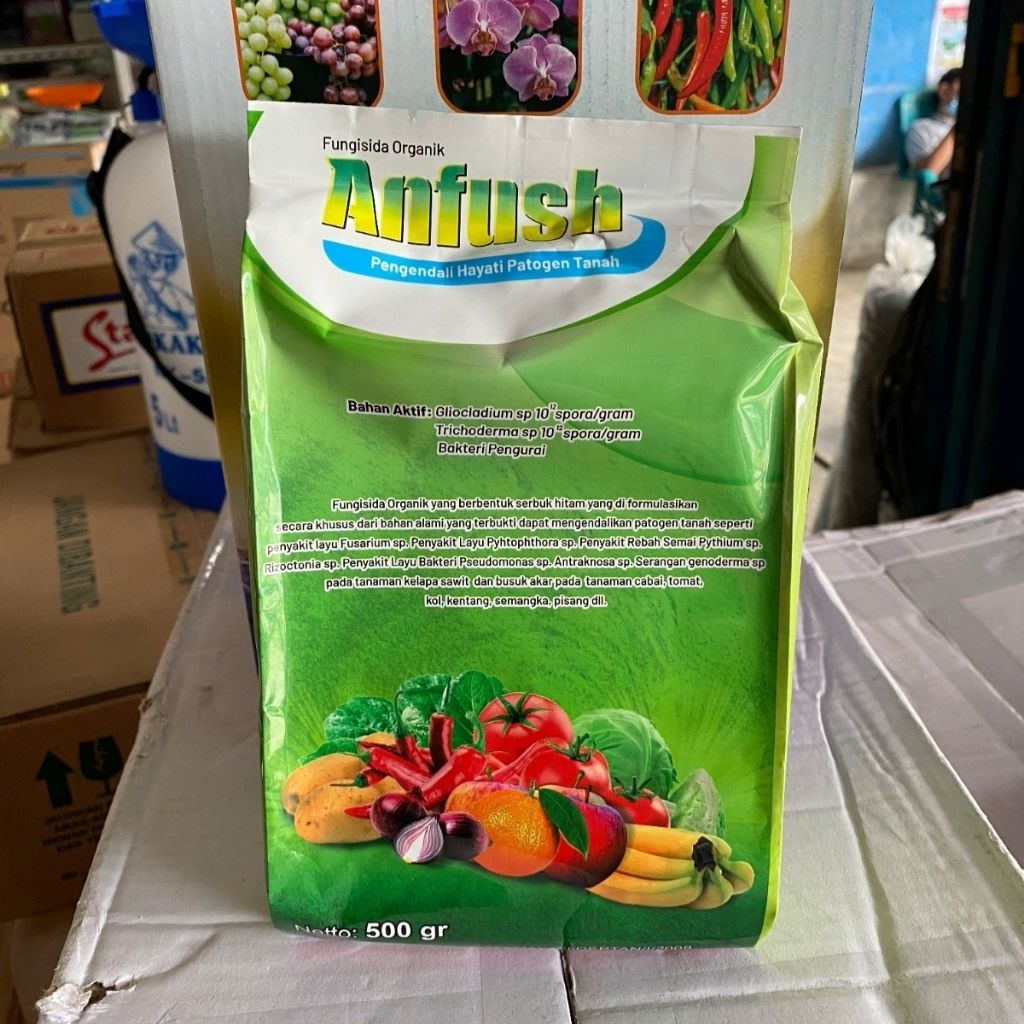 Fungisida Organik
Anfush
Pengendali Hayati Patogen Tanah
Bahan Aktif: Gliocladium sp 10¹² spora/gram
Trichoderma sp 10¹² spora/gram
Bakteri Pengurai
Fungisida Organik yang berbentuk serbuk hitam yang di formulasikan
secara khusus dari bahan alami yang terbukti dapat mengendalikan patogen tanah seperti
penyakit layu Fusarium sp. Penyakit Layu Pyhtophthora sp. Penyakit Rebah Semai Pythium sp.
Rizoctonia sp. Penyakit Layu Bakteri Pseudomonas sp. Antraknosa sp. Serangan genoderma sp
pada tanaman kelapa sawit dan busuk akar pada tanaman cabai, tomat,
kol, kentang, semangka, pisang dll.
Netto: 500 gr
Sta
5 Lt